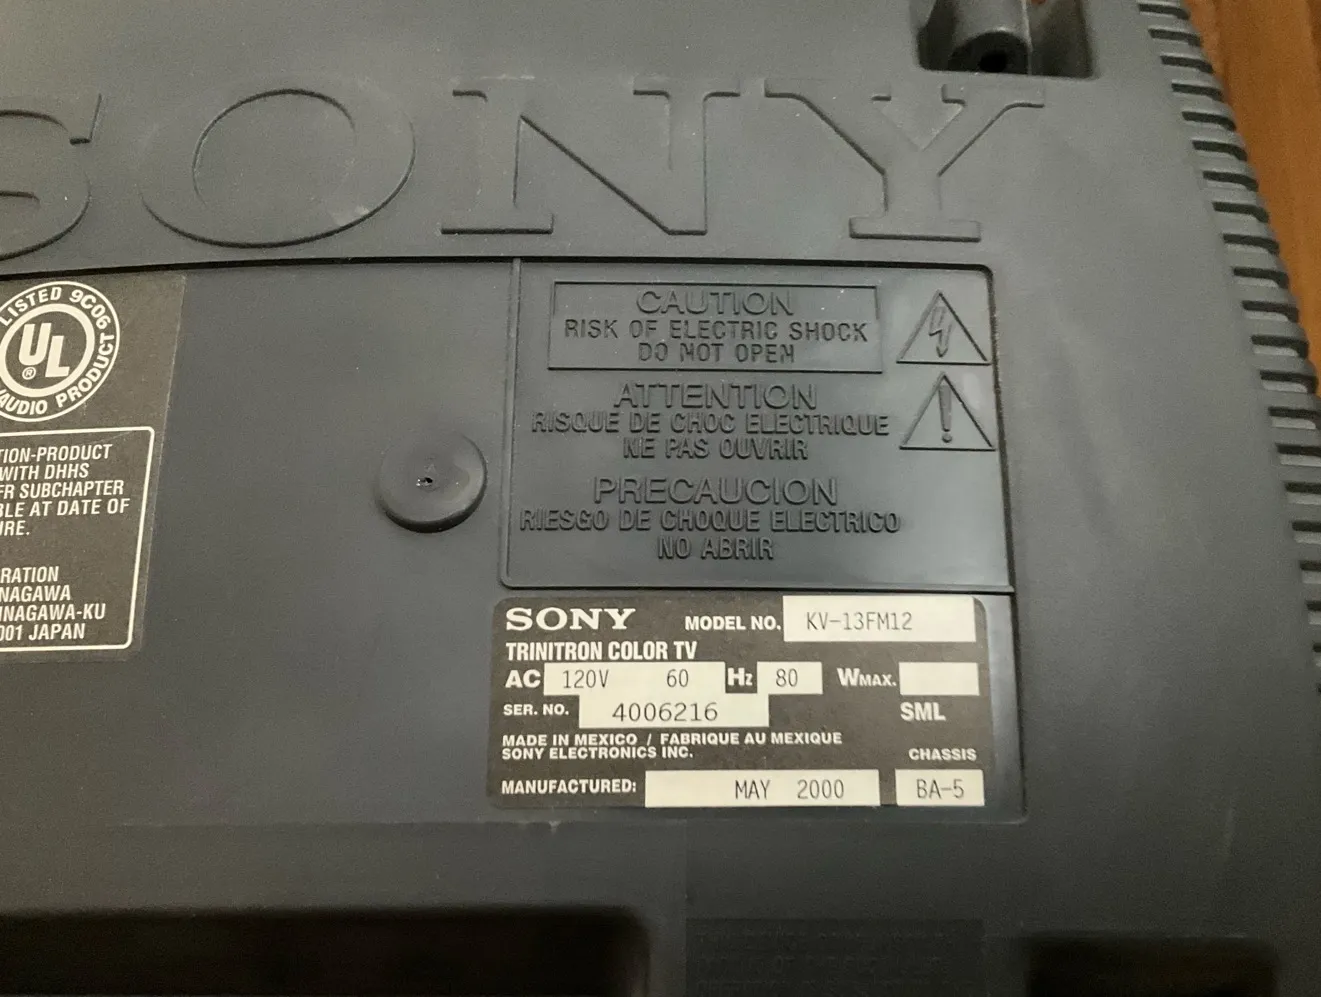 SONY
LISTED 9C06
UL
®
AUDIO PRODUCT
TION-PRODUCT
WITH DHHS
FR SUBCHAPTER
BLE AT DATE OF
URE.
RATION
NAGAWA
INAGAWA-KU
001 JAPAN
CAUTION
RISK OF ELECTRIC SHOCK
DO NOT OPEN
ATTENTION
RISQUE DE CHOC ELECTRIQUE
NE PAS OUVRIR
PRECAUCION
RIESGO DE CHOQUE ELECTRICO
NO ABRIR
SONY MODEL NO. KV-13FM12
TRINITRON COLOR TV
AC 120V 60 Hz 80 WMAX.
SER. NO. 4006216 SML
MADE IN MEXICO / FABRIQUE AU MEXIQUE
SONY ELECTRONICS INC. CHASSIS
MANUFACTURED: MAY 2000 BA-5